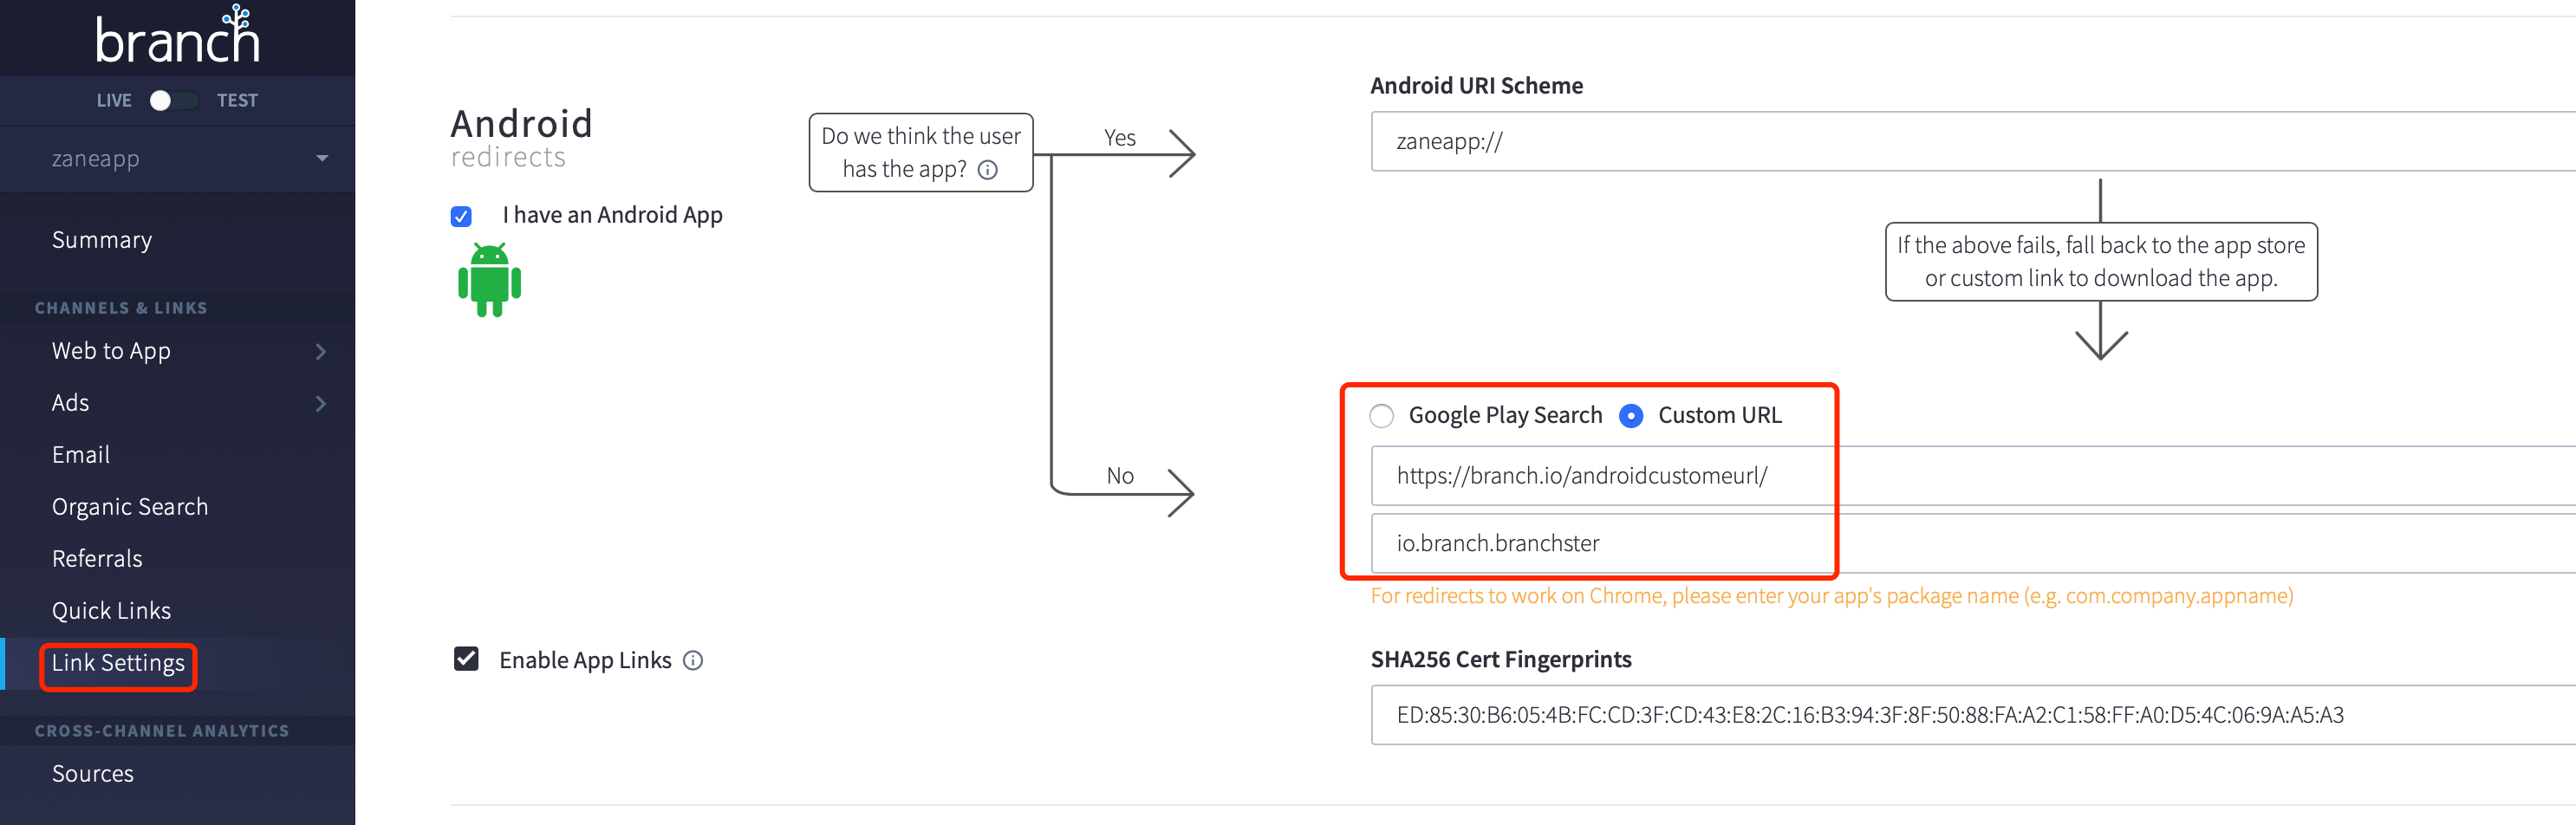 branch
LIVE TEST
zaneapp
Summary
CHANNELS & LINKS
Web to App
Ads
Email
Organic Search
Referrals
Quick Links
Link Settings
CROSS-CHANNEL ANALYTICS
Sources
Android
redirects
I have an Android App
Do we think the user
has the app?
Yes
No
Android URI Scheme
zaneapp://
If the above fails, fall back to the app store
or custom link to download the app.
Google Play Search Custom URL
https://branch.io/androidcustomeurl/
io.branch.branchster
For redirects to work on Chrome, please enter your app's package name (e.g. com.company.appname)
Enable App Links
SHA256 Cert Fingerprints
ED:85:30:B6:05:4B:FC:CD:3F:CD:43:E8:2C:16:B3:94:3F:8F:50:88:FA:A2:C1:58:FF:A0:D5:4C:06:9A:A5:A3